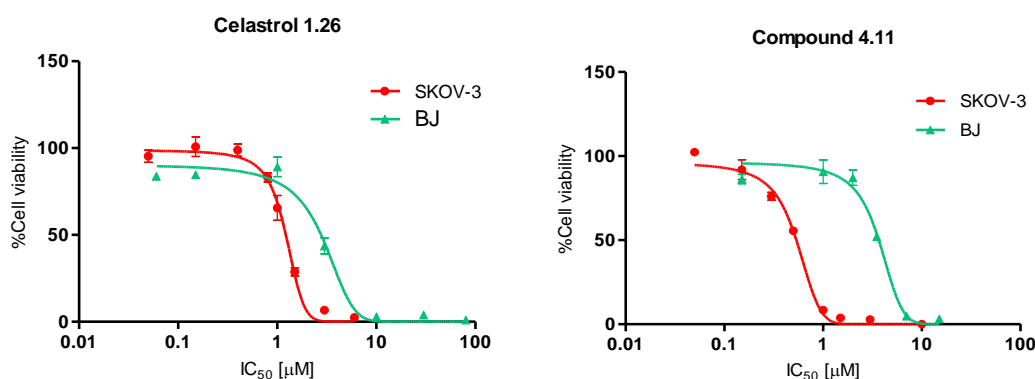 Celastrol 1.26
150
100
50
0
%Cell viability
SKOV-3
BJ
0.01
0.1
1
10
100
IC50 [µM]
Compound 4.11
150
100
50
0
%Cell viability
SKOV-3
BJ
0.01
0.1
1
10
100
IC50 [µM]